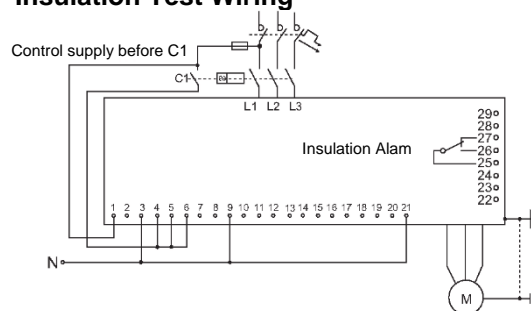 Insulation Test Wiring
Control supply before C1
C1
L1 L2 L3
Insulation Alam
29
28
27
26
25
24
23
22
1 2 3 4 5 6 7 8 9 10 11 12 13 14 15 16 17 18 19 20 21
N
M